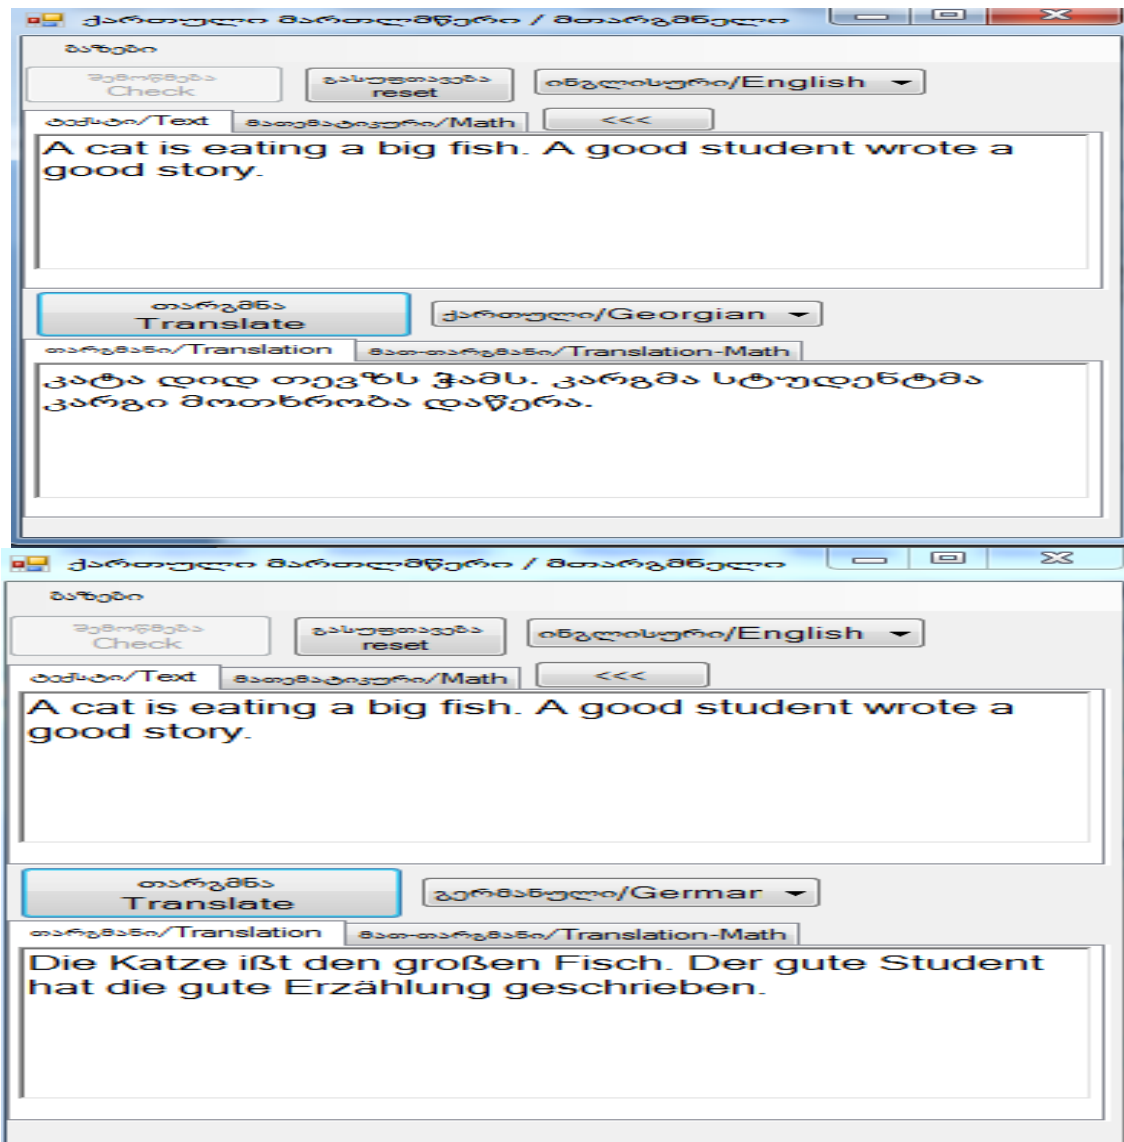 ქართული მართლმწერი / მთარგმნელი
ბაზები
შემოწმება
Check
გასუფთავება
reset
ინგლისური/English
ტექსტი/Text მათემატიკური/Math <<<
A cat is eating a big fish. A good student wrote a
good story.
თარგმნა
Translate
ქართული/Georgian
თარგმანი/Translation მათ-თარგმანი/Translation-Math
კატა დიდ თევზს ჭამს. კარგმა სტუდენტმა
კარგი მოთხრობა დაწერა.
ქართული მართლმწერი / მთარგმნელი
ბაზები
შემოწმება
Check
გასუფთავება
reset
ინგლისური/English
ტექსტი/Text მათემატიკური/Math <<<
A cat is eating a big fish. A good student wrote a
good story.
თარგმნა
Translate
გერმანული/Germar
თარგმანი/Translation მათ-თარგმანი/Translation-Math
Die Katze ißt den großen Fisch. Der gute Student
hat die gute Erzählung geschrieben.